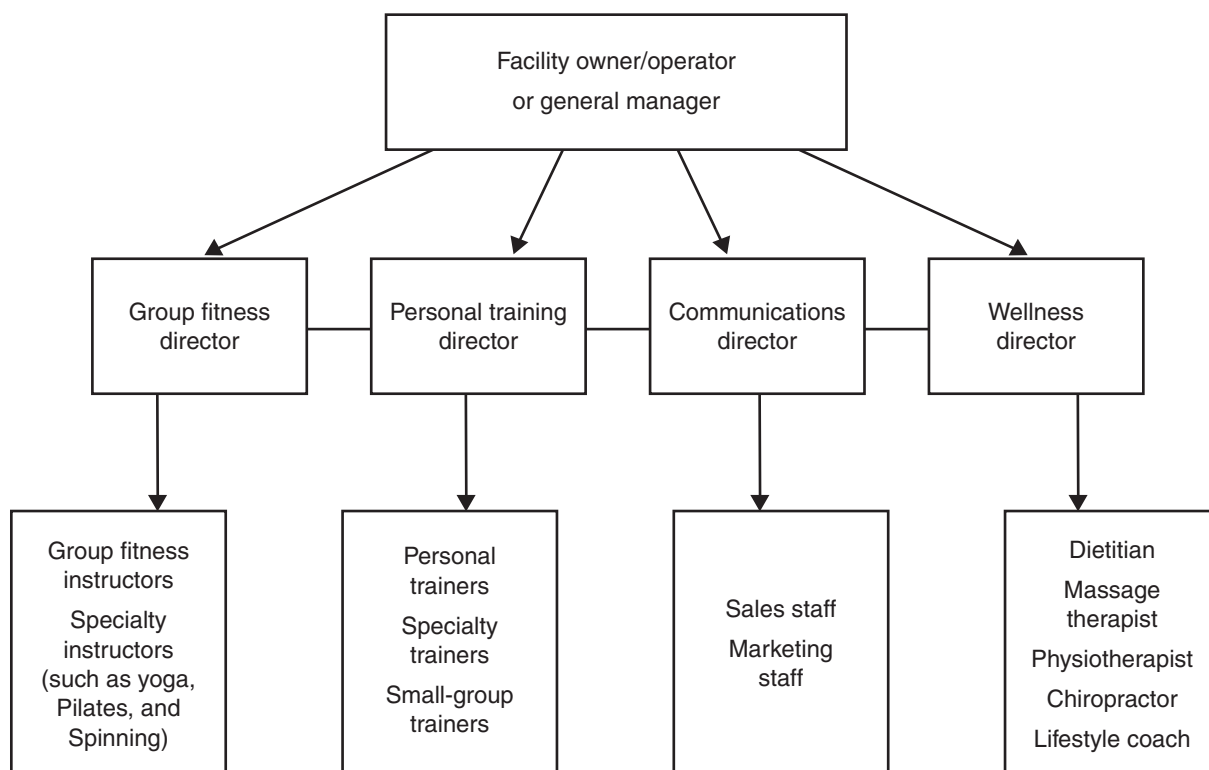 Facility owner/operator
or general manager
Group fitness
director
Personal training
director
Communications
director
Wellness
director
Group fitness
instructors
Specialty
instructors
(such as yoga,
Pilates, and
Spinning)
Personal
trainers
Specialty
trainers
Small-group
trainers
Sales staff
Marketing
staff
Dietitian
Massage
therapist
Physiotherapist
Chiropractor
Lifestyle coach